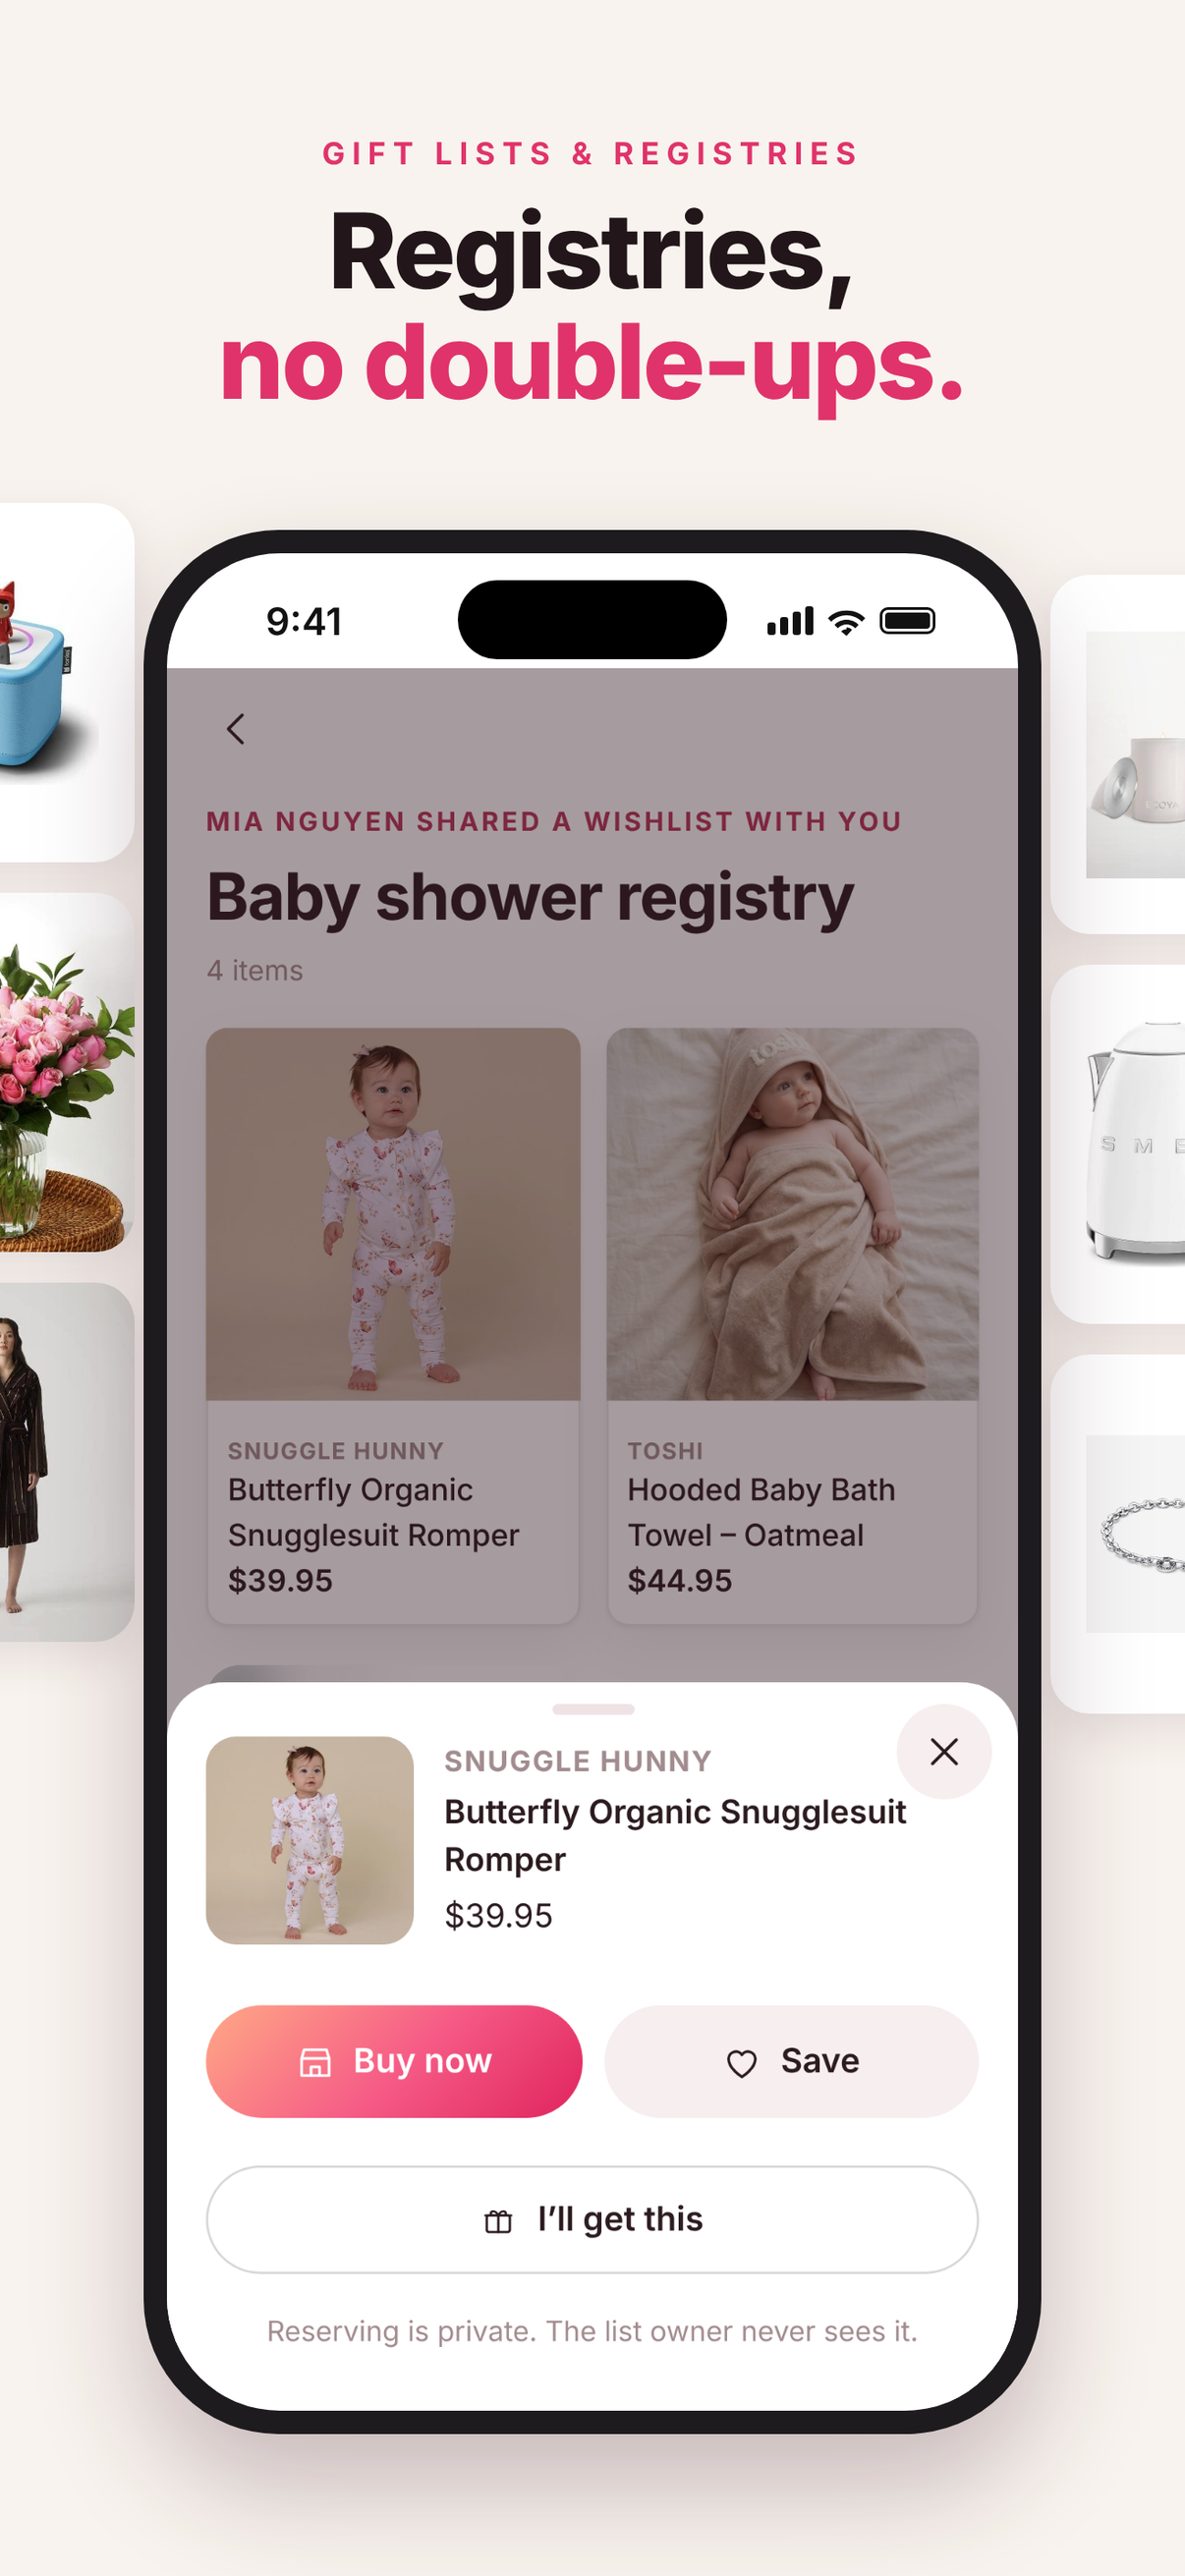 GIFT LISTS & REGISTRIES
Registries,
no double-ups.
9:41
MIA NGUYEN SHARED A WISHLIST WITH YOU
Baby shower registry
4 items
toshi
SNUGGLE HUNNY
Butterfly Organic
Snugglesuit Romper
$39.95
TOSHI
Hooded Baby Bath
Towel – Oatmeal
$44.95
ECOYA
SME
SNUGGLE HUNNY
Butterfly Organic Snugglesuit
Romper
$39.95
Buy now
Save
I’ll get this
Reserving is private. The list owner never sees it.